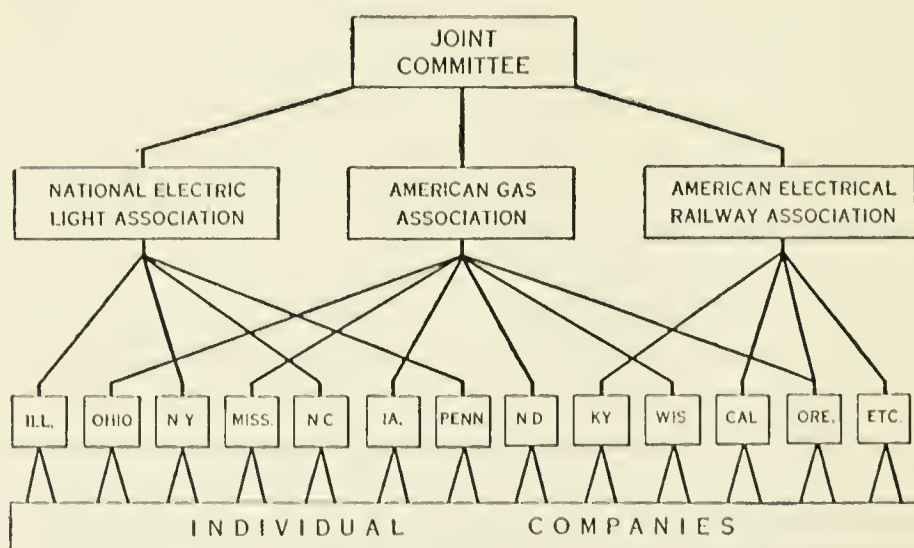 JOINT
COMMITTEE
NATIONAL ELECTRIC
LIGHT ASSOCIATION
AMERICAN GAS
ASSOCIATION
AMERICAN ELECTRICAL
RAILWAY ASSOCIATION
ILL.
OHIO
N Y
MISS.
N C
IA.
PENN
N D
KY
WIS
CAL
ORE.
ETC.
INDIVIDUAL COMPANIES